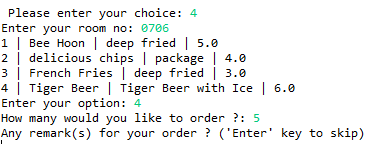 Please enter your choice: 4
Enter your room no: 0706
1 | Bee Hoon | deep fried | 5.0
2 | delicious chips | package | 4.0
3 | French Fries | deep fried | 3.0
4 | Tiger Beer | Tiger Beer with Ice | 6.0
Enter your option: 4
How many would you like to order ?: 5
Any remark(s) for your order ? ('Enter' key to skip)